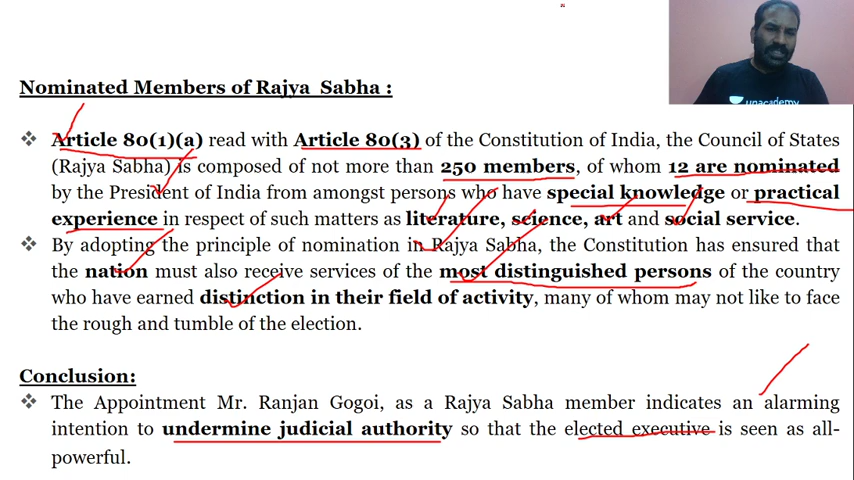 unacademy
Nominated Members of Rajya Sabha :
❖ Article 80(1)(a) read with Article 80(3) of the Constitution of India, the Council of States
(Rajya Sabha) is composed of not more than 250 members, of whom 12 are nominated
by the President of India from amongst persons who have special knowledge or practical
experience in respect of such matters as literature, science, art and social service.
❖ By adopting the principle of nomination in Rajya Sabha, the Constitution has ensured that
the nation must also receive services of the most distinguished persons of the country
who have earned distinction in their field of activity, many of whom may not like to face
the rough and tumble of the election.
Conclusion:
❖ The Appointment Mr. Ranjan Gogoi, as a Rajya Sabha member indicates an alarming
intention to undermine judicial authority so that the elected executive is seen as all-
powerful.